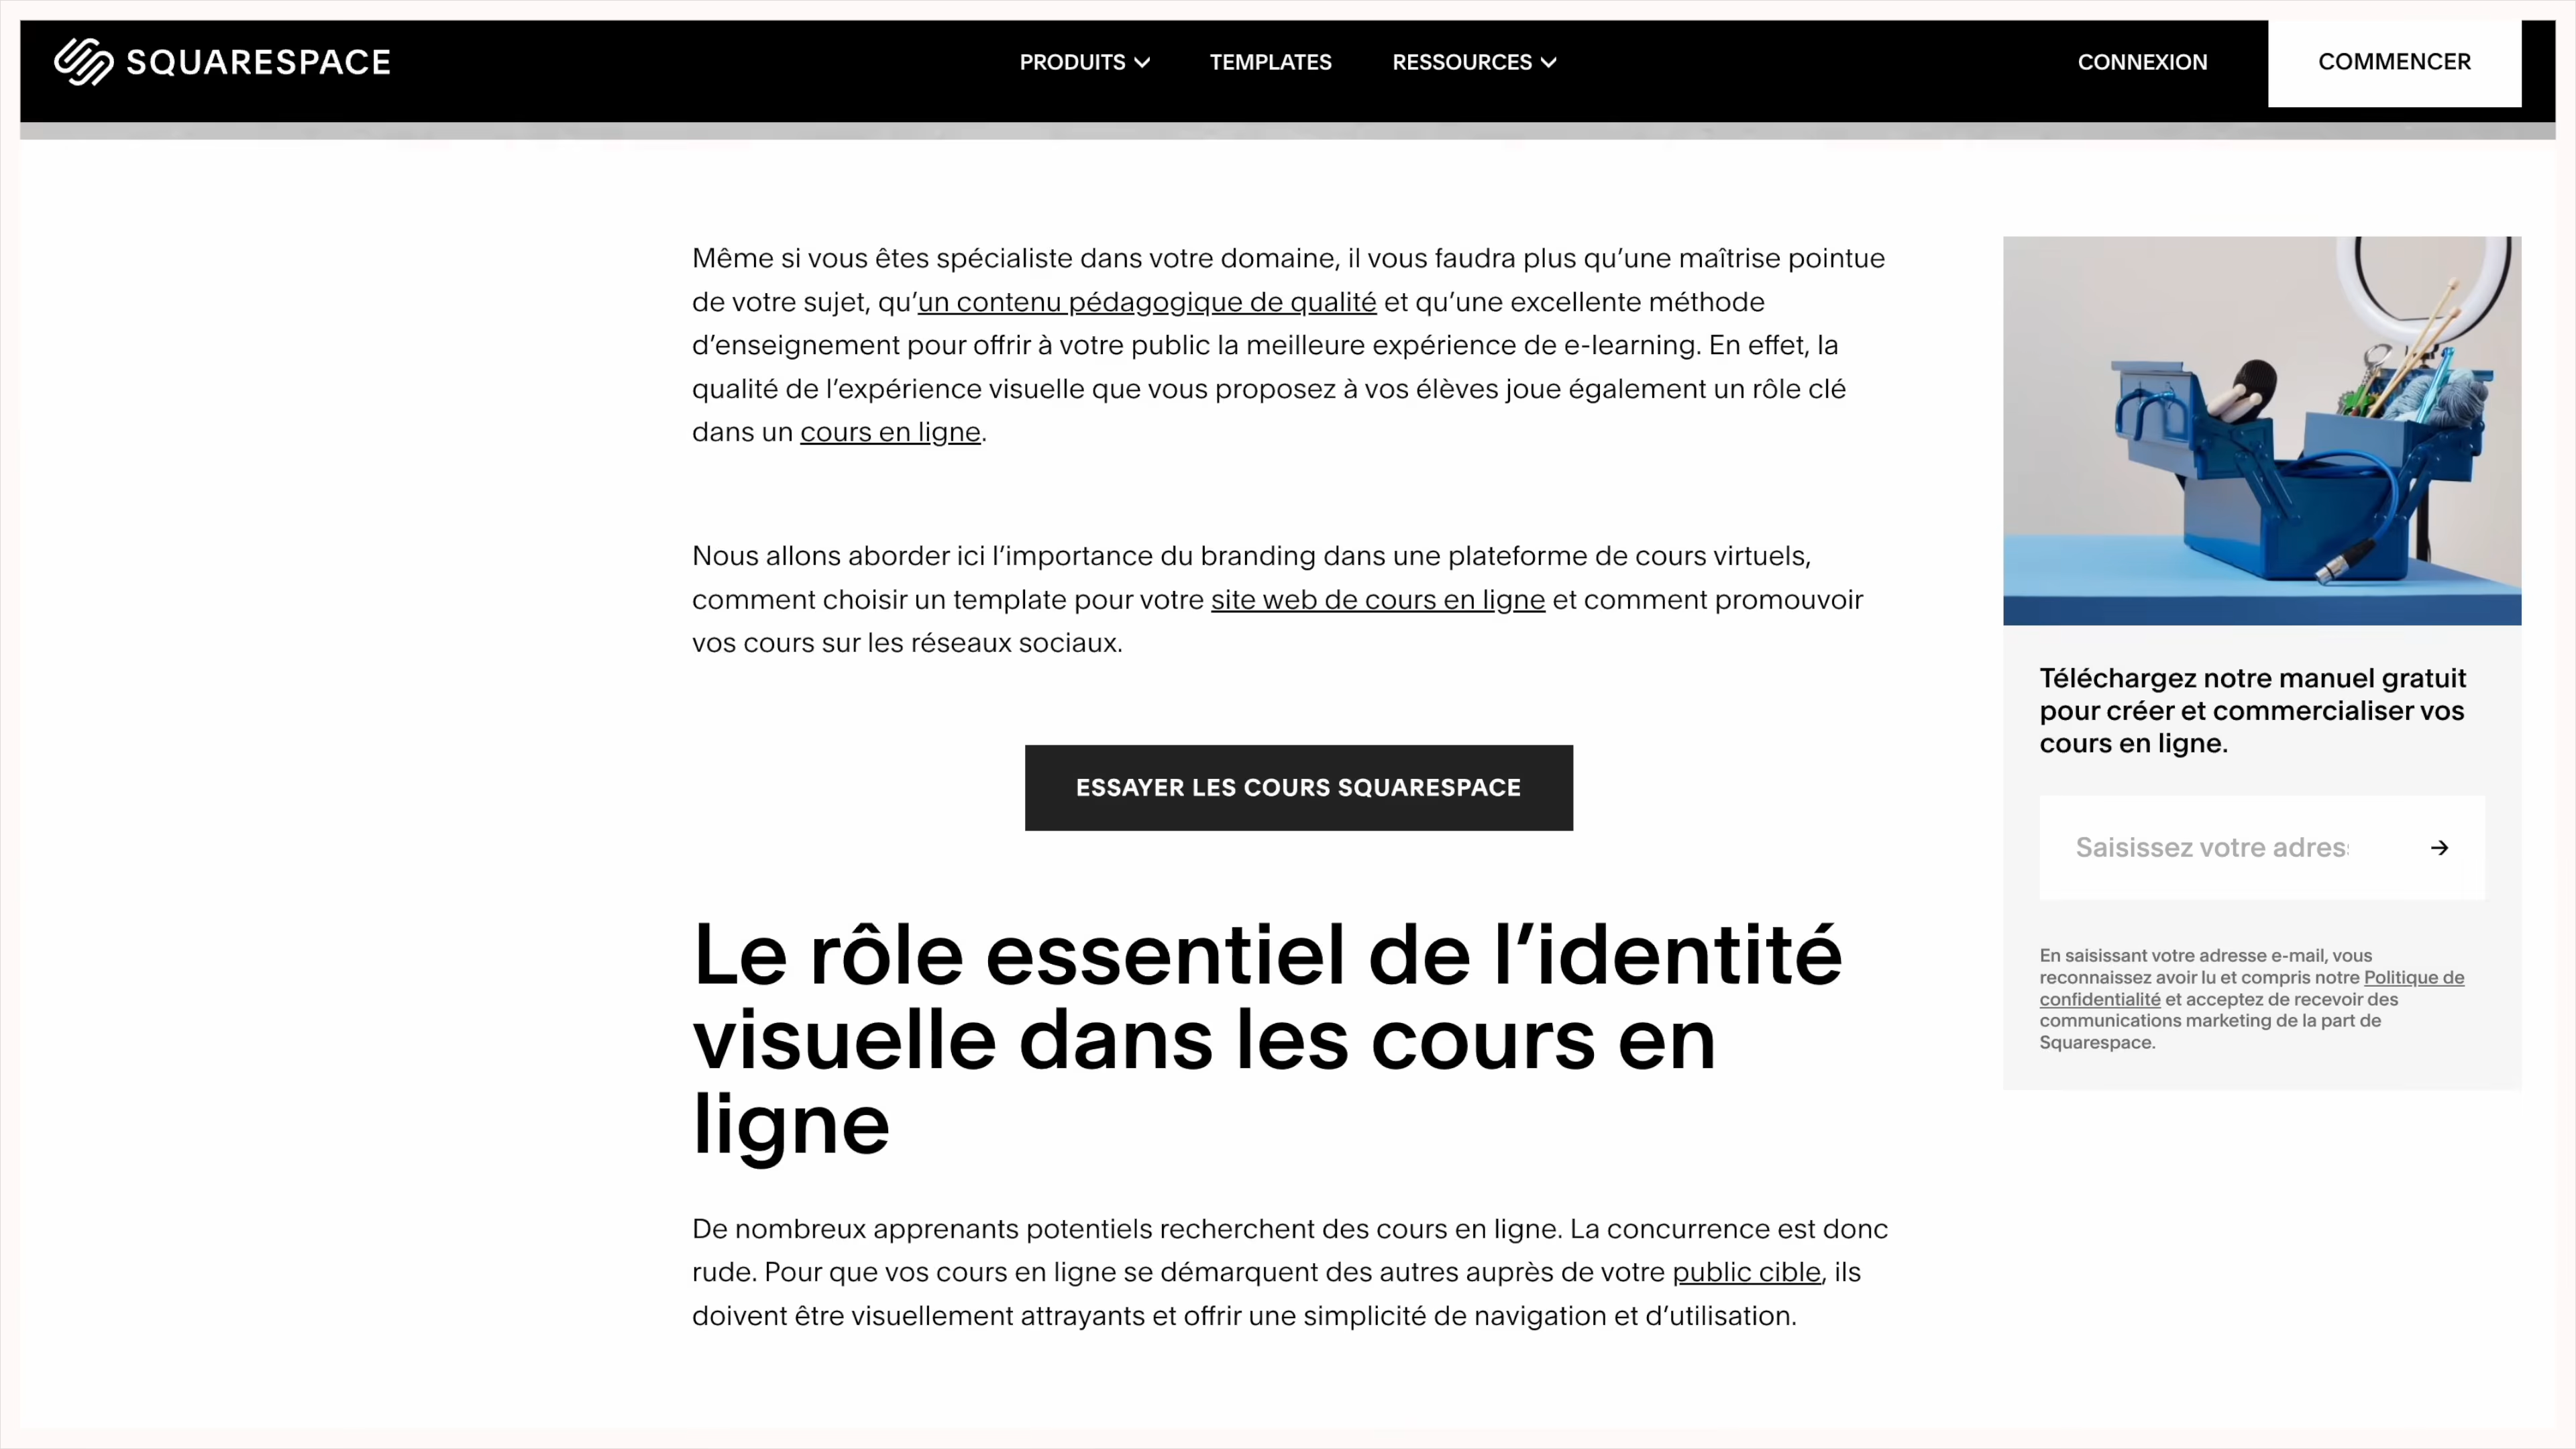 SQUARESPACE
PRODUITS
TEMPLATES
RESSOURCES
CONNEXION
COMMENCER
Même si vous êtes spécialiste dans votre domaine, il vous faudra plus qu’une maîtrise pointue
de votre sujet, qu’un contenu pédagogique de qualité et qu’une excellente méthode
d’enseignement pour offrir à votre public la meilleure expérience de e-learning. En effet, la
qualité de l’expérience visuelle que vous proposez à vos élèves joue également un rôle clé
dans un cours en ligne.
Nous allons aborder ici l’importance du branding dans une plateforme de cours virtuels,
comment choisir un template pour votre site web de cours en ligne et comment promouvoir
vos cours sur les réseaux sociaux.
ESSAYER LES COURS SQUARESPACE
Le rôle essentiel de l’identité
visuelle dans les cours en
ligne
De nombreux apprenants potentiels recherchent des cours en ligne. La concurrence est donc
rude. Pour que vos cours en ligne se démarquent des autres auprès de votre public cible, ils
doivent être visuellement attrayants et offrir une simplicité de navigation et d’utilisation.
Téléchargez notre manuel gratuit
pour créer et commercialiser vos
cours en ligne.
Saisissez votre adres
En saisissant votre adresse e-mail, vous
reconnaissez avoir lu et compris notre Politique de
confidentialité et acceptez de recevoir des
communications marketing de la part de
Squarespace.